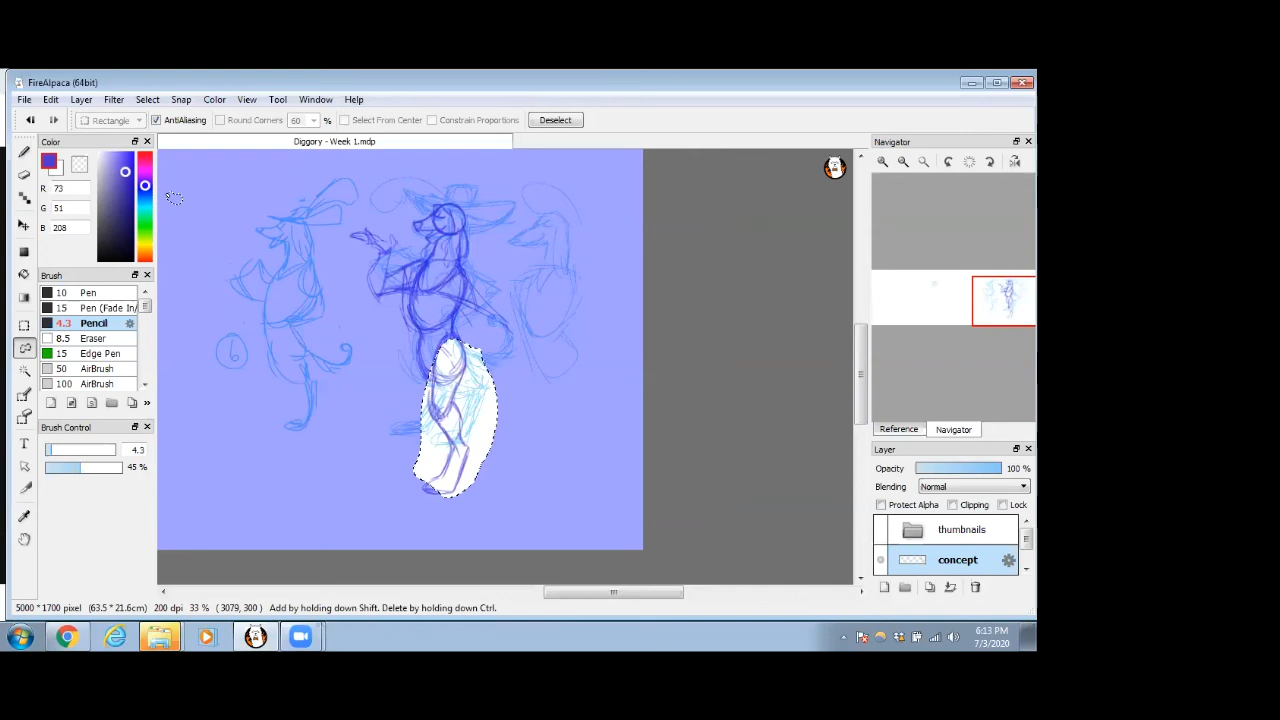 FireAlpaca (64bit)
File Edit Layer Filter Select Snap Color View Tool Window Help
Rectangle AntiAliasing Round Corners 60 % Select From Center Constrain Proportions Deselect
Color Diggory - Week 1.mdp Navigator
R 73
G 51
B 208
Brush
10 Pen
15 Pen (Fade In/
4.3 Pencil
8.5 Eraser
15 Edge Pen
50 AirBrush
100 AirBrush
Brush Control
4.3
45 %
6
Reference Navigator
Layer
Opacity 100 %
Blending Normal
Protect Alpha Clipping Lock
thumbnails
concept
5000 * 1700 pixel (63.5 * 21.6cm) 200 dpi 33 % ( 3079, 300 ) Add by holding down Shift. Delete by holding down Ctrl.
6:13 PM
7/3/2020